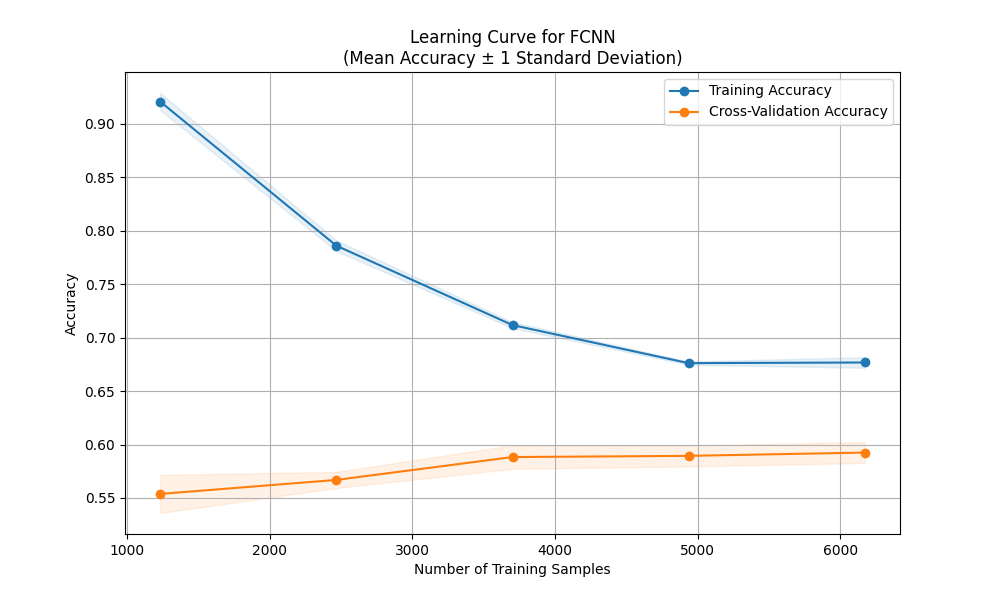 Learning Curve for FCNN
(Mean Accuracy ± 1 Standard Deviation)
Training Accuracy
Cross-Validation Accuracy
Accuracy
0.90
0.85
0.80
0.75
0.70
0.65
0.60
0.55
1000 2000 3000 4000 5000 6000
Number of Training Samples